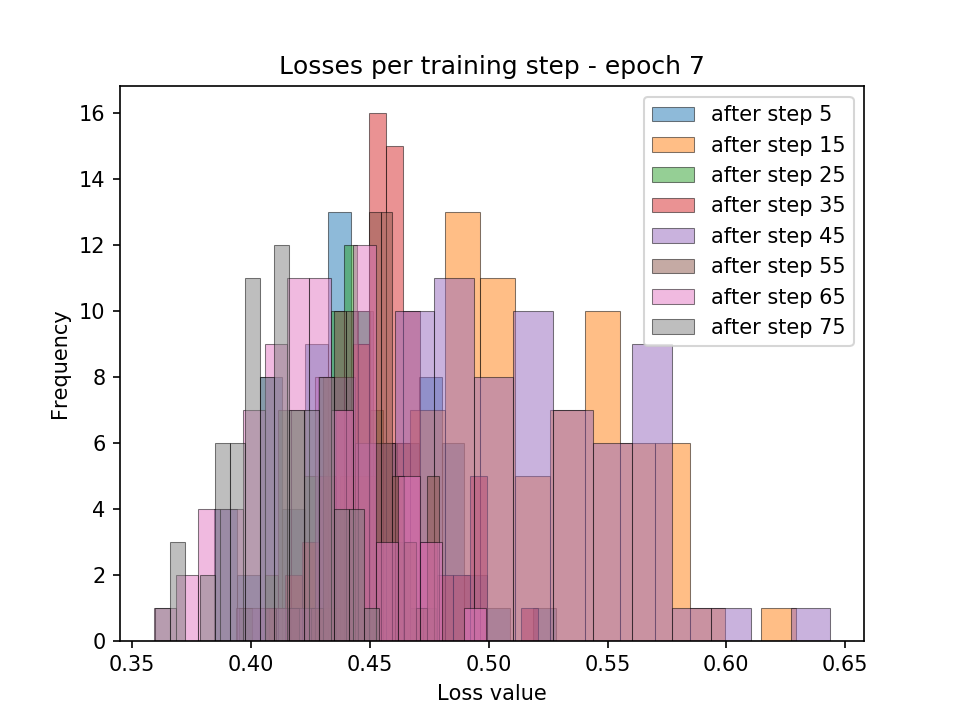 Losses per training step - epoch 7
16
14
12
10
8
6
4
2
0
Frequency
after step 5
after step 15
after step 25
after step 35
after step 45
after step 55
after step 65
after step 75
0.35 0.40 0.45 0.50 0.55 0.60 0.65
Loss value